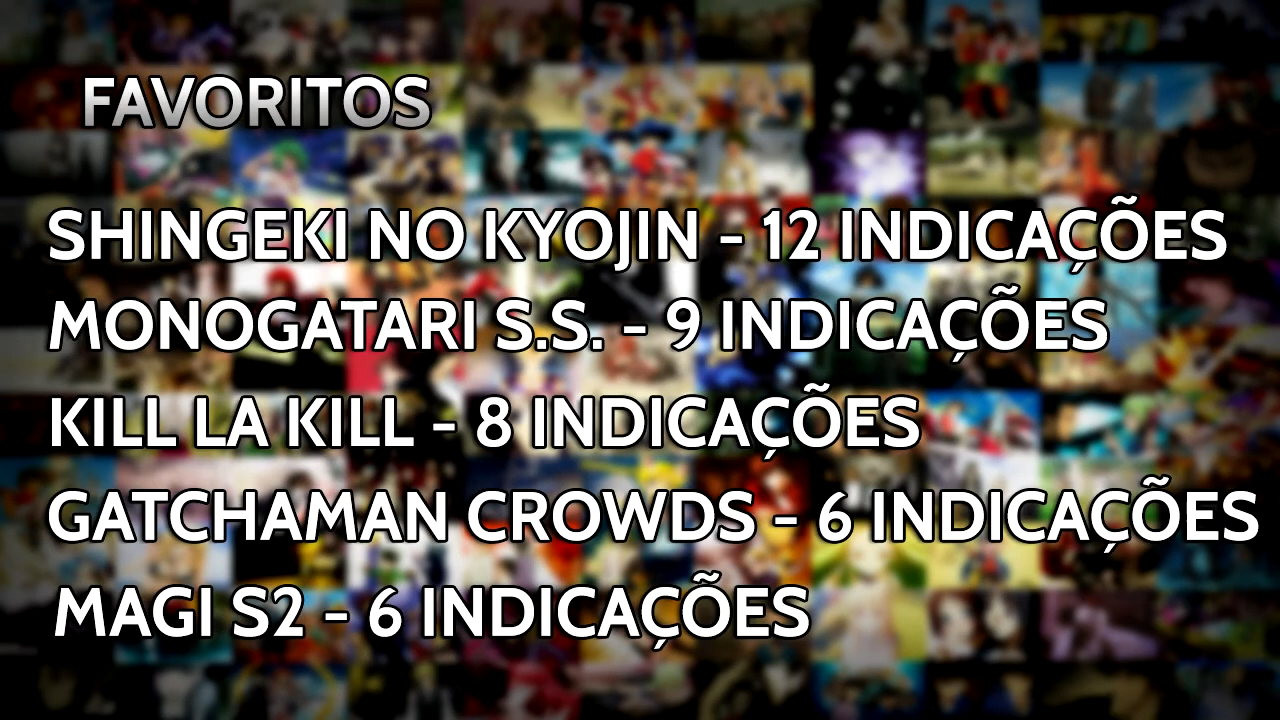 FAVORITOS
SHINGEKI NO KYOJIN - 12 INDICAÇÕES
MONOGATARI S.S. - 9 INDICAÇÕES
KILL LA KILL - 8 INDICAÇÕES
GATCHAMAN CROWDS - 6 INDICAÇÕES
MAGI S2 - 6 INDICAÇÕES